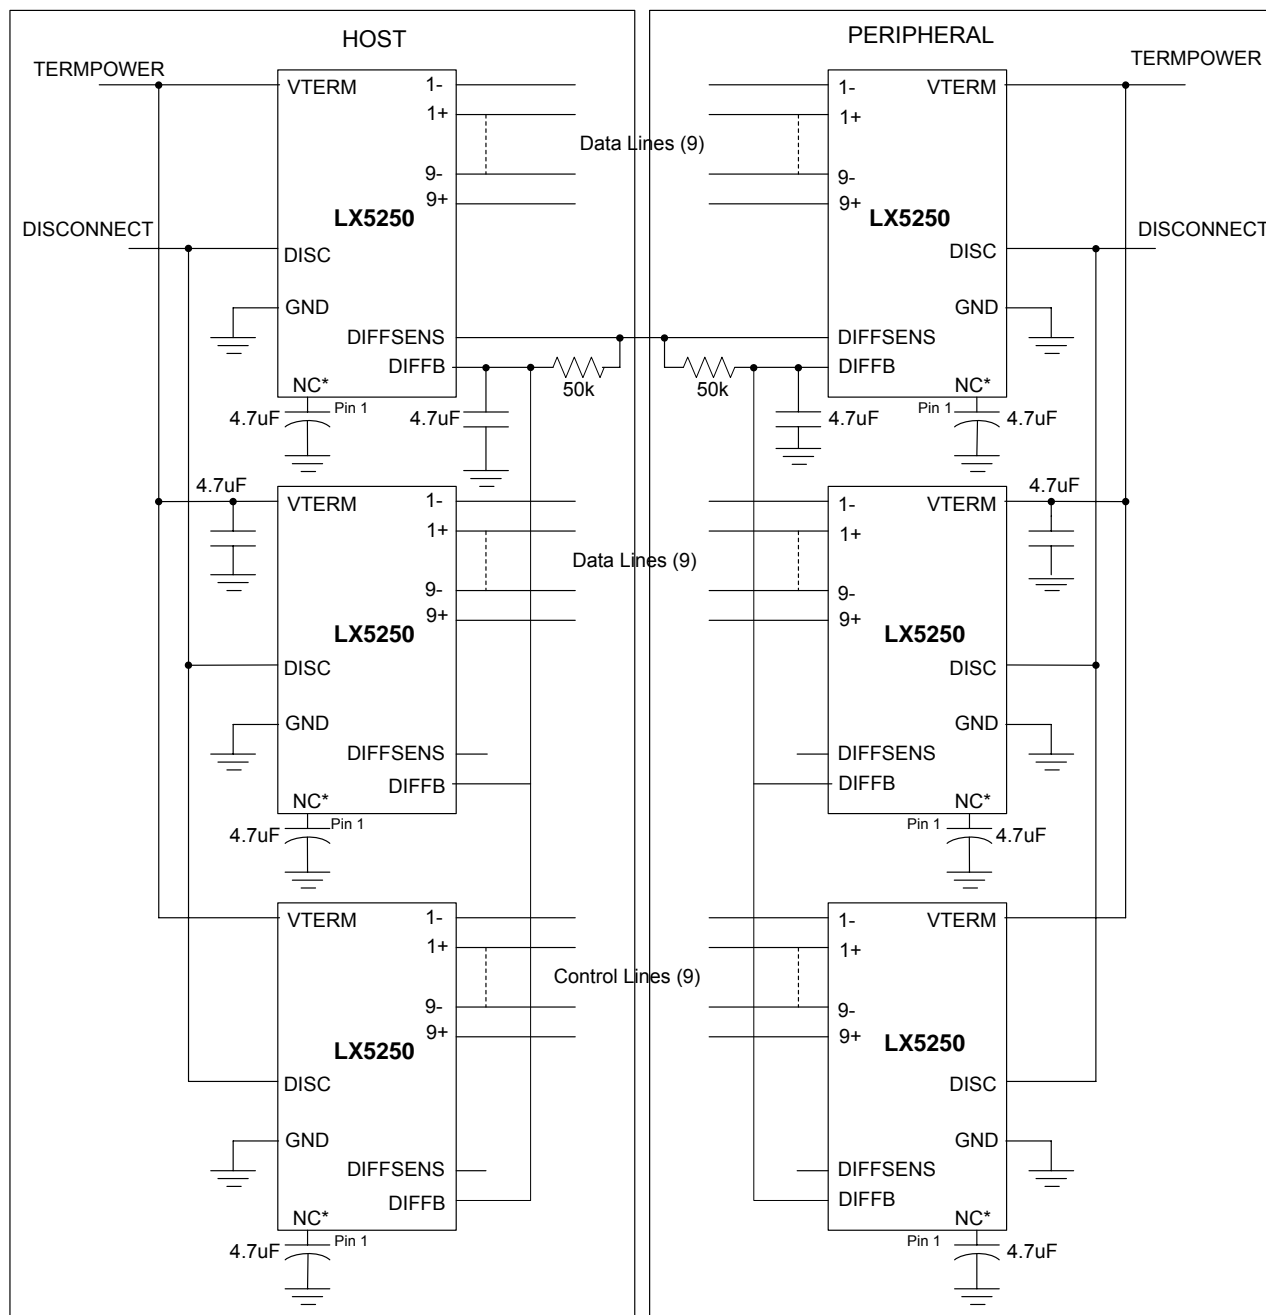 HOST
PERIPHERAL
TERMPOWER
TERMPOWER
VTERM
1-
1-
VTERM
1+
1+
Data Lines (9)
9-
9-
9+
9+
LX5250
LX5250
DISCONNECT
DISCONNECT
DISC
DISC
GND
GND
DIFFSENS
DIFFSENS
DIFFB
DIFFB
50k
50k
NC*
NC*
Pin 1
Pin 1
4.7uF
4.7uF
4.7uF
4.7uF
4.7uF
4.7uF
VTERM
1-
1-
VTERM
1+
1+
Data Lines (9)
9-
9-
9+
9+
LX5250
LX5250
DISC
DISC
GND
GND
DIFFSENS
DIFFSENS
DIFFB
DIFFB
NC*
NC*
Pin 1
Pin 1
4.7uF
4.7uF
VTERM
1-
1-
VTERM
1+
1+
Control Lines (9)
9-
9-
9+
9+
LX5250
LX5250
DISC
DISC
GND
GND
DIFFSENS
DIFFSENS
DIFFB
DIFFB
NC*
NC*
Pin 1
Pin 1
4.7uF
4.7uF